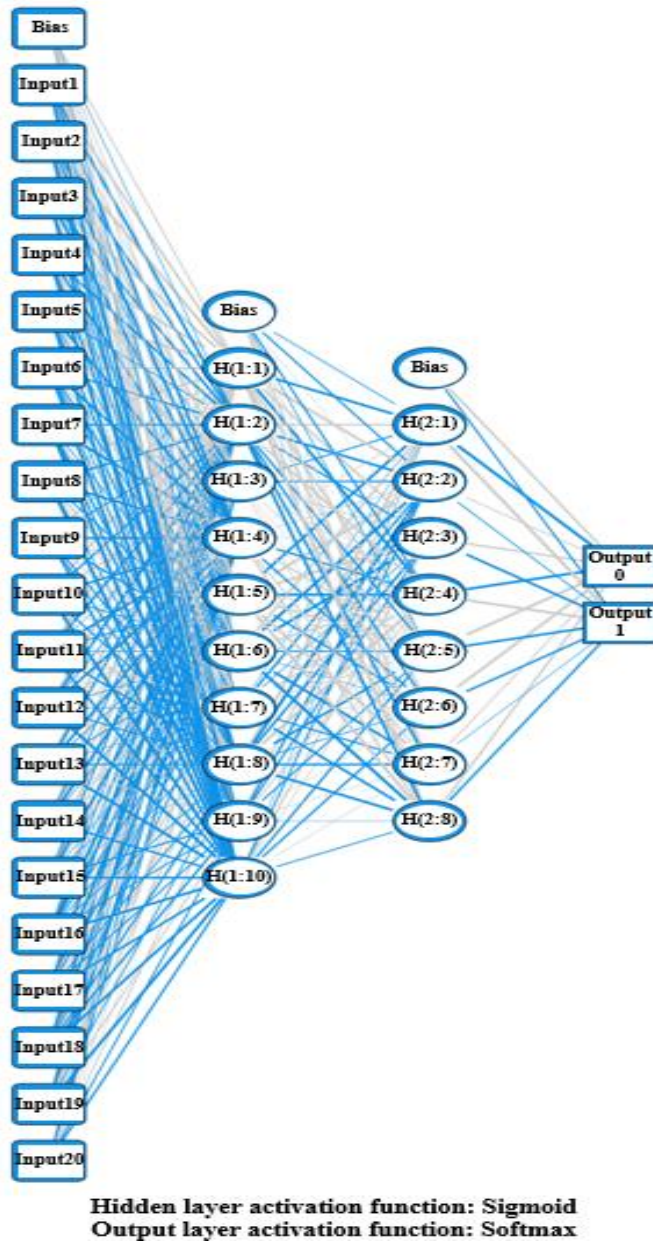 Bias
Input1
Input2
Input3
Input4
Input5
Input6
Input7
Input8
Input9
Input10
Input11
Input12
Input13
Input14
Input15
Input16
Input17
Input18
Input19
Input20
Bias
H(1:1)
H(1:2)
H(1:3)
H(1:4)
H(1:5)
H(1:6)
H(1:7)
H(1:8)
H(1:9)
H(1:10)
Bias
H(2:1)
H(2:2)
H(2:3)
H(2:4)
H(2:5)
H(2:6)
H(2:7)
H(2:8)
Output
0
Output
1
Hidden layer activation function: Sigmoid
Output layer activation function: Softmax